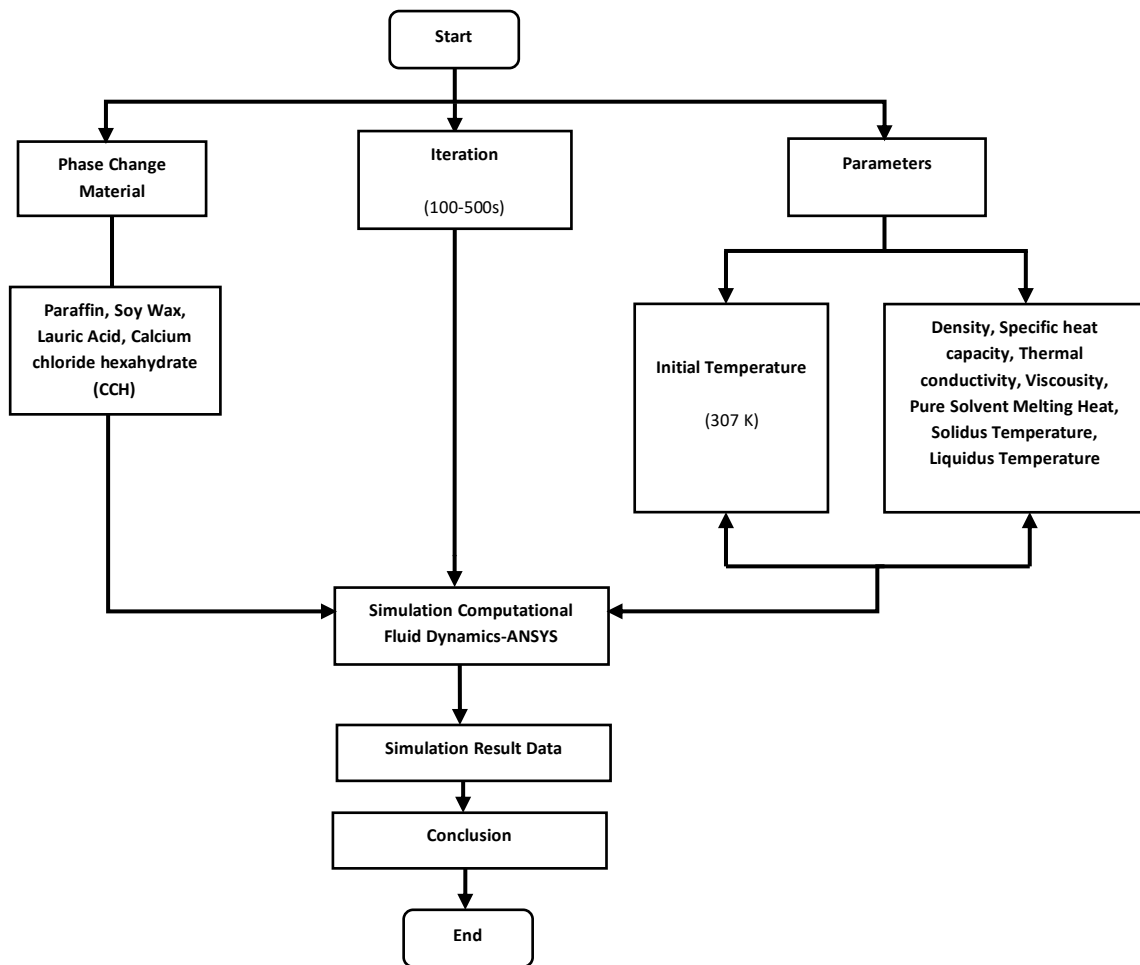 Start
Phase Change
Material
Iteration
(100-500s)
Parameters
Paraffin, Soy Wax,
Lauric Acid, Calcium
chloride hexahydrate
(CCH)
Initial Temperature
(307 K)
Density, Specific heat
capacity, Thermal
conductivity, Viscousity,
Pure Solvent Melting Heat,
Solidus Temperature,
Liquidus Temperature
Simulation Computational
Fluid Dynamics-ANSYS
Simulation Result Data
Conclusion
End